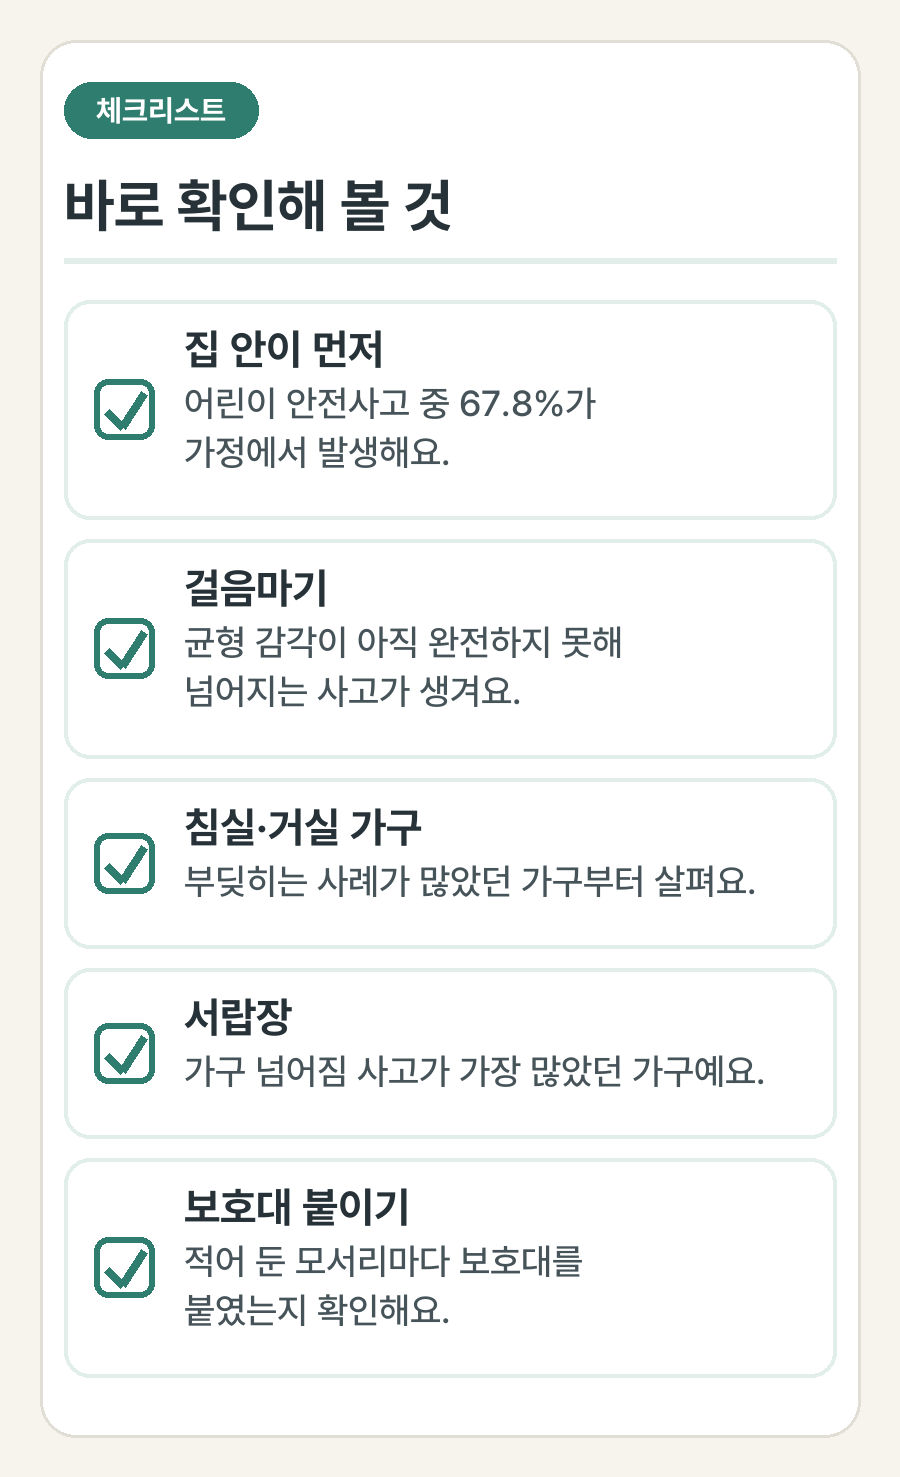 체크리스트
바로 확인해 볼 것
집 안이 먼저
어린이 안전사고 중 67.8%가
가정에서 발생해요.
걸음마기
균형 감각이 아직 완전하지 못해
넘어지는 사고가 생겨요.
침실·거실 가구
부딪히는 사례가 많았던 가구부터 살펴요.
서랍장
가구 넘어짐 사고가 가장 많았던 가구예요.
보호대 붙이기
적어 둔 모서리마다 보호대를
붙였는지 확인해요.